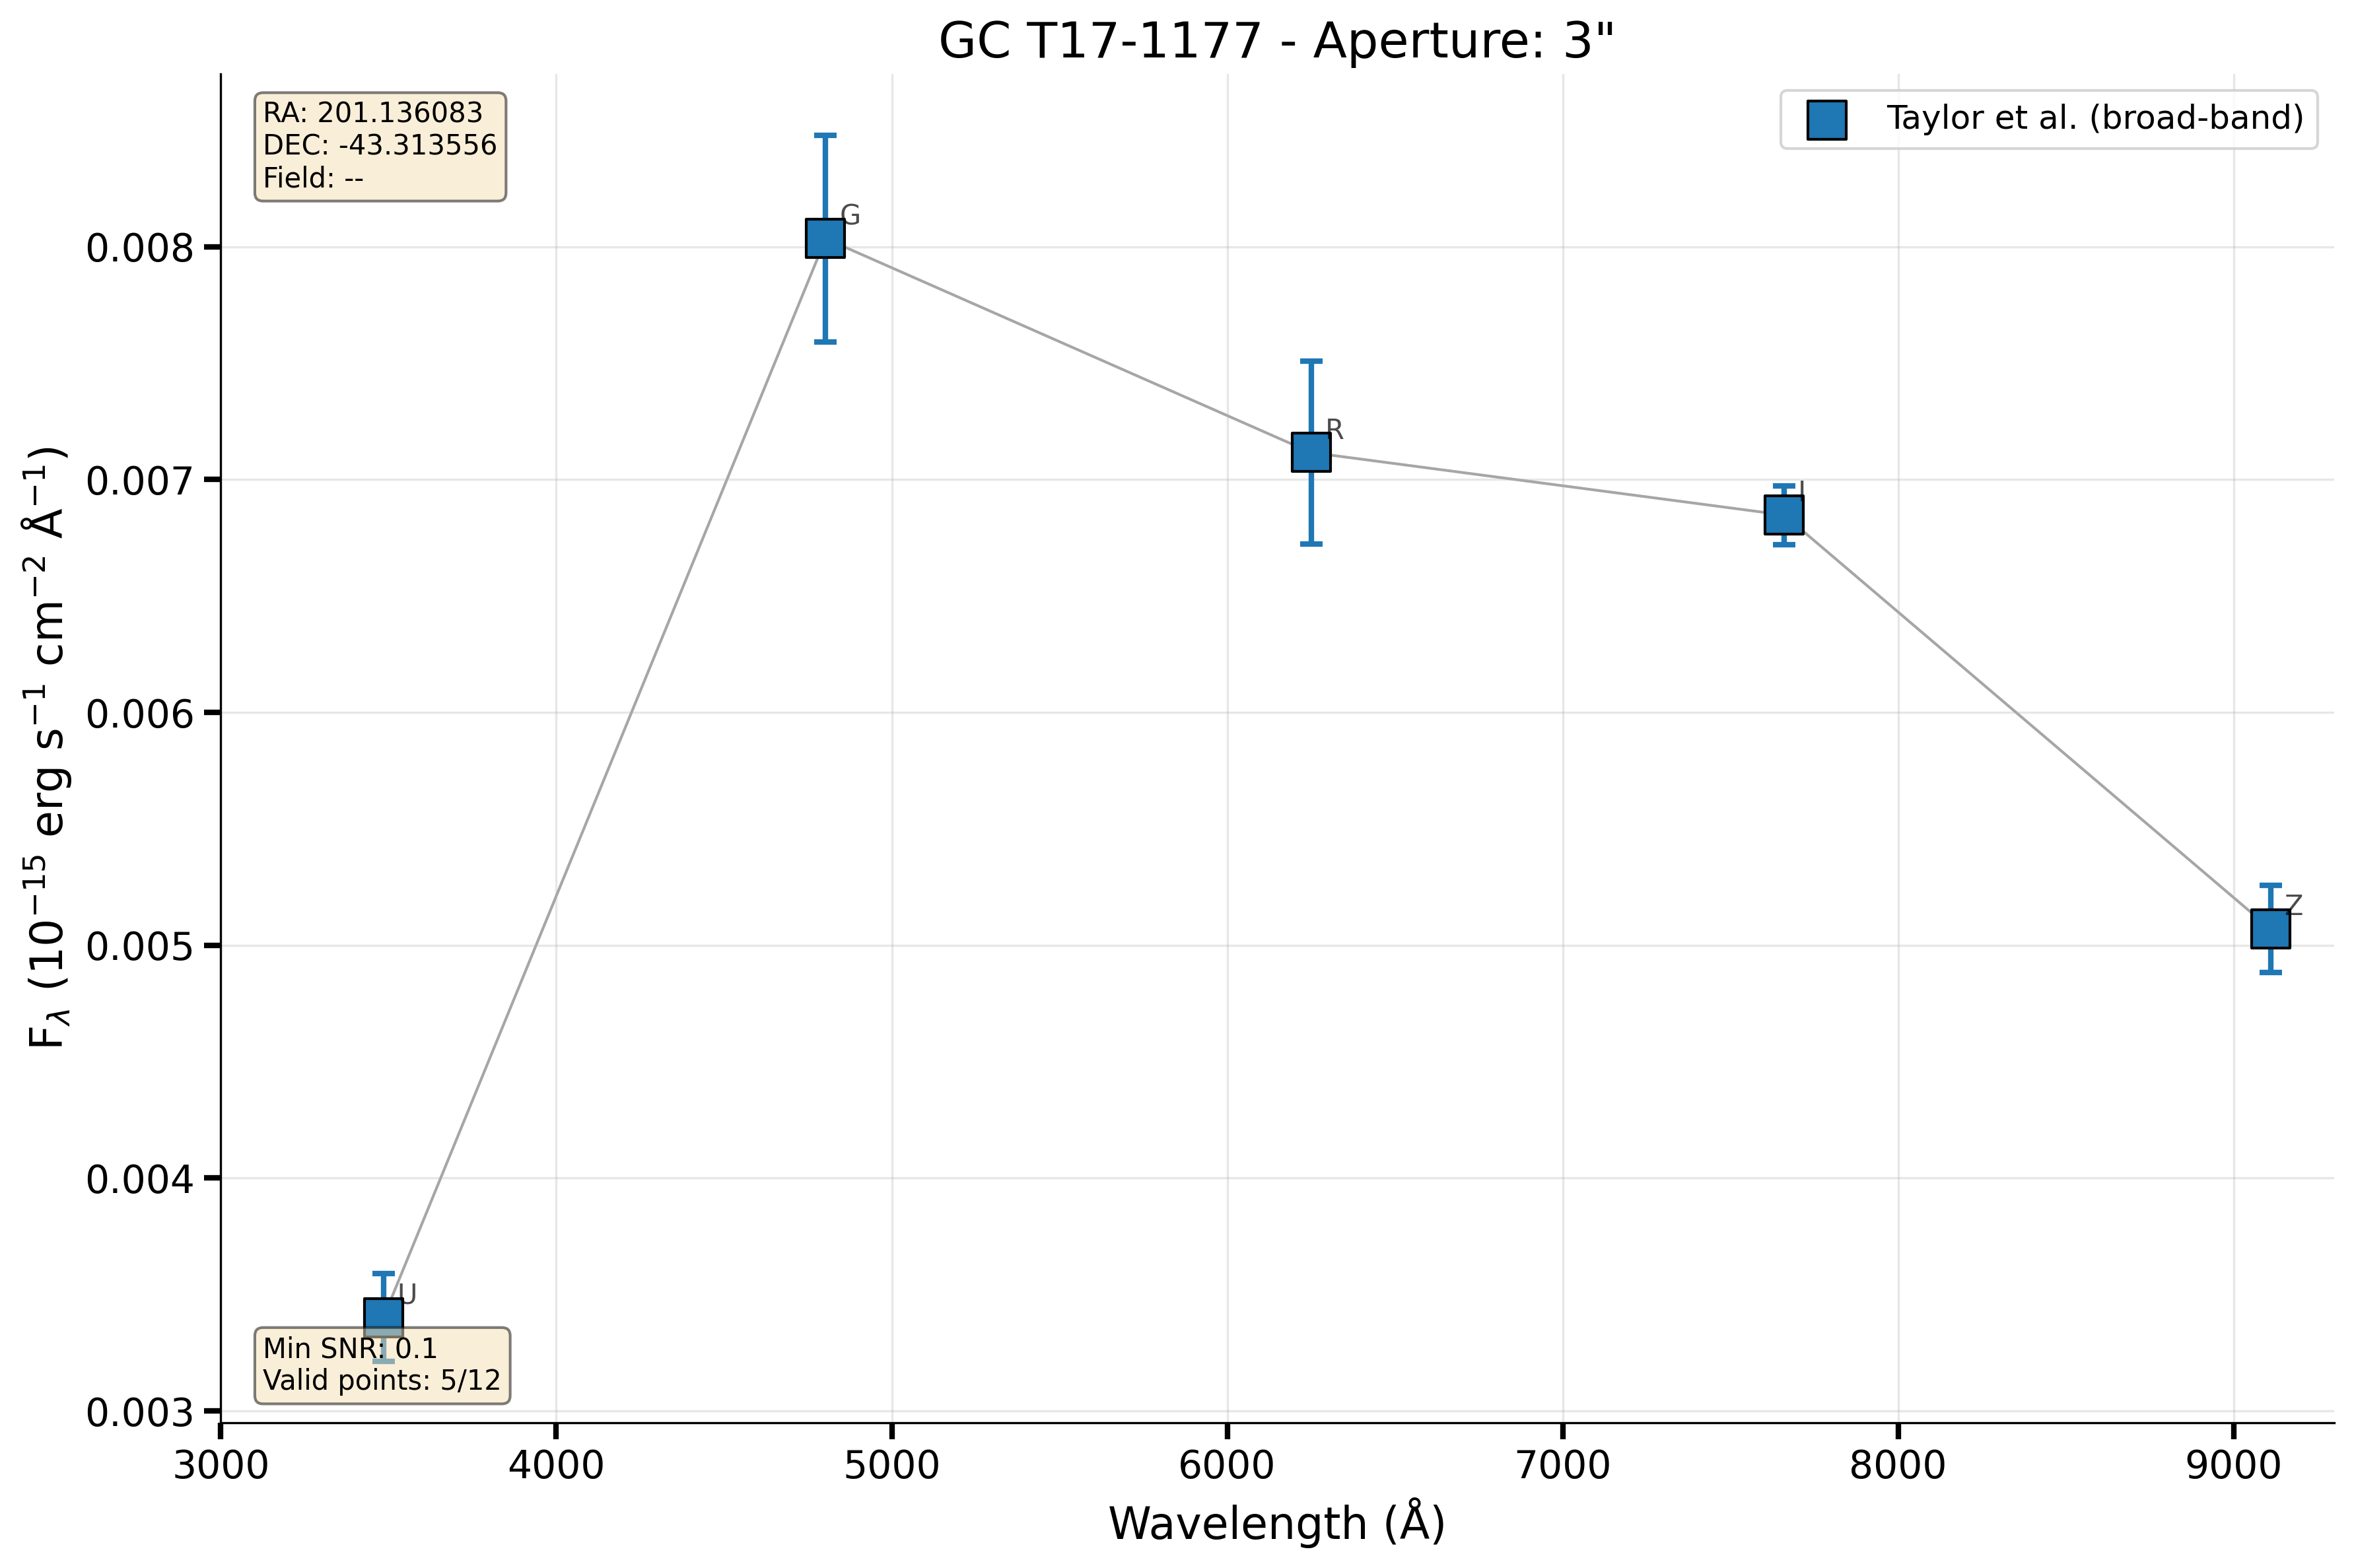 GC T17-1177 - Aperture: 3"
RA: 201.136083
DEC: -43.313556
Field: --
Taylor et al. (broad-band)
G
R
I
Z
U
Min SNR: 0.1
Valid points: 5/12
0.008
0.007
0.006
0.005
0.004
0.003
F_λ (10⁻¹⁵ erg s⁻¹ cm⁻² Å⁻¹)
3000 4000 5000 6000 7000 8000 9000
Wavelength (Å)